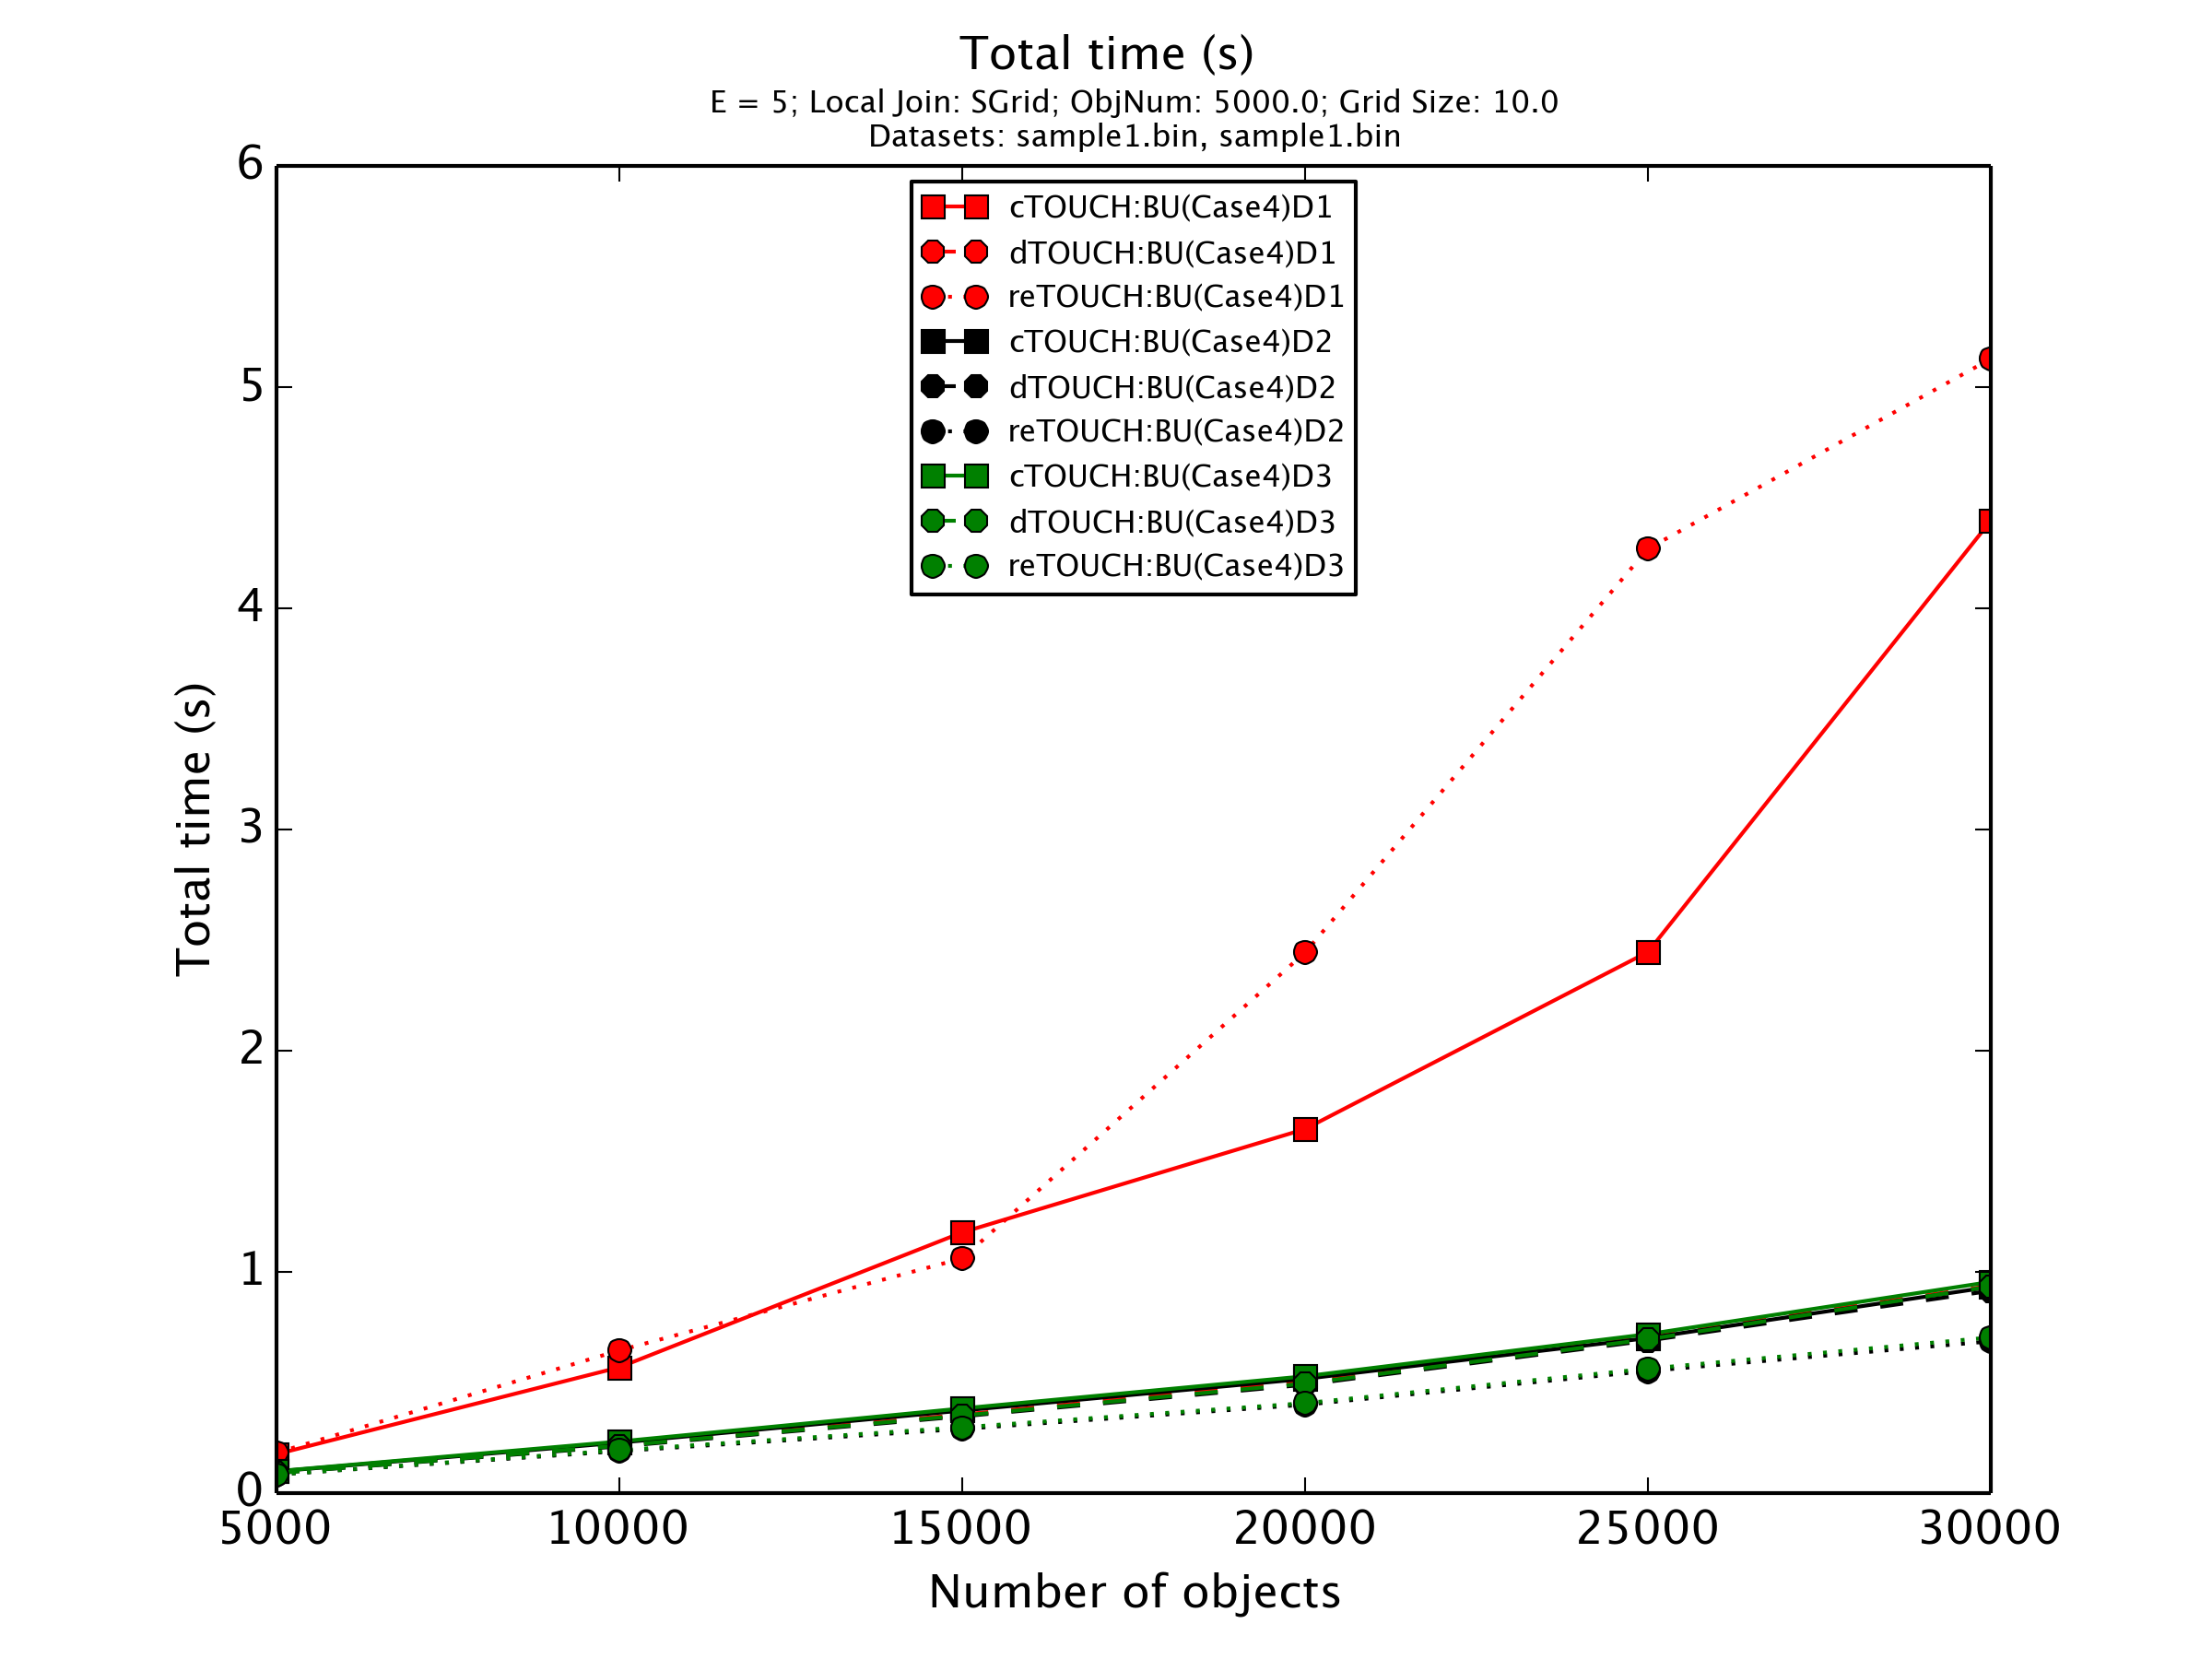 Total time (s)
E = 5; Local Join: SGrid; ObjNum: 5000.0; Grid Size: 10.0
Datasets: sample1.bin, sample1.bin
cTOUCH:BU(Case4)D1
dTOUCH:BU(Case4)D1
reTOUCH:BU(Case4)D1
cTOUCH:BU(Case4)D2
dTOUCH:BU(Case4)D2
reTOUCH:BU(Case4)D2
cTOUCH:BU(Case4)D3
dTOUCH:BU(Case4)D3
reTOUCH:BU(Case4)D3
Total time (s)
6
5
4
3
2
1
0
5000 10000 15000 20000 25000 30000
Number of objects